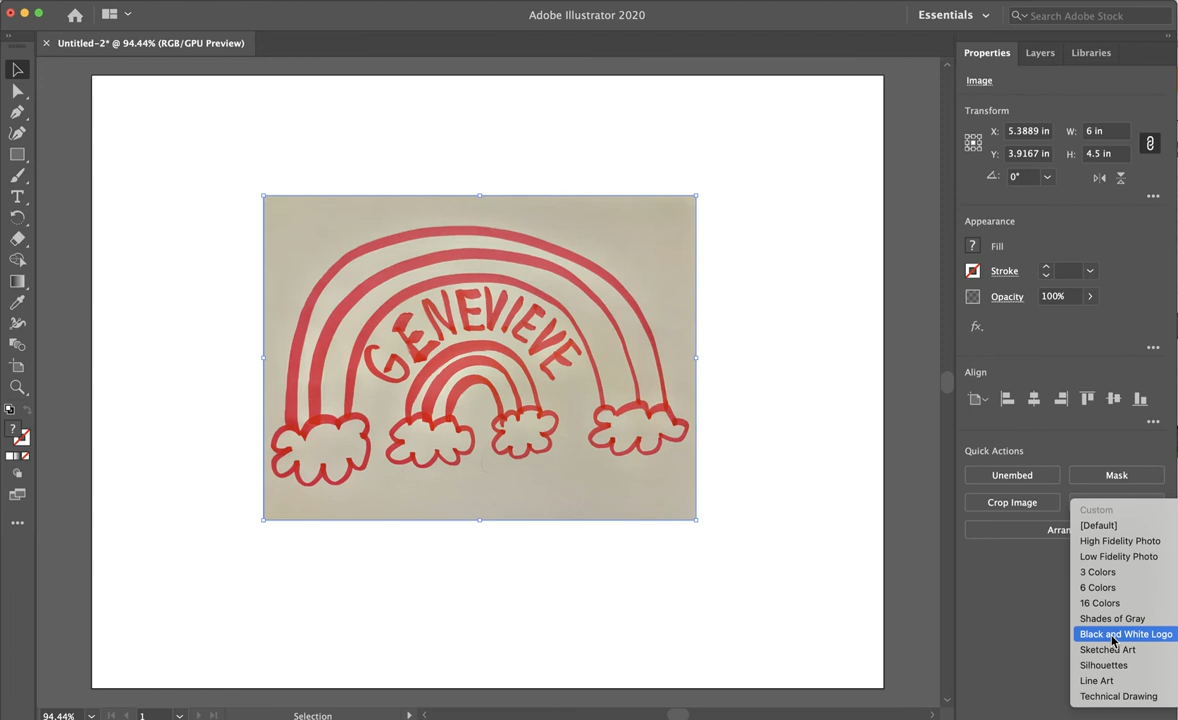 Adobe Illustrator 2020
Essentials
Search Adobe Stock
Untitled-2* @ 94.44% (RGB/GPU Preview)
Properties
Layers
Libraries
Image
Transform
X: 5.3889 in
W: 6 in
Y: 3.9167 in
H: 4.5 in
0°
Appearance
? Fill
Stroke
Opacity
100%
fx.
Align
Quick Actions
Unembed
Mask
Crop Image
Arran
Custom
[Default]
High Fidelity Photo
Low Fidelity Photo
3 Colors
6 Colors
16 Colors
Shades of Gray
Black and White Logo
Sketched Art
Silhouettes
Line Art
Technical Drawing
GENEVIEVE
T
?
94.44%
1
Selection